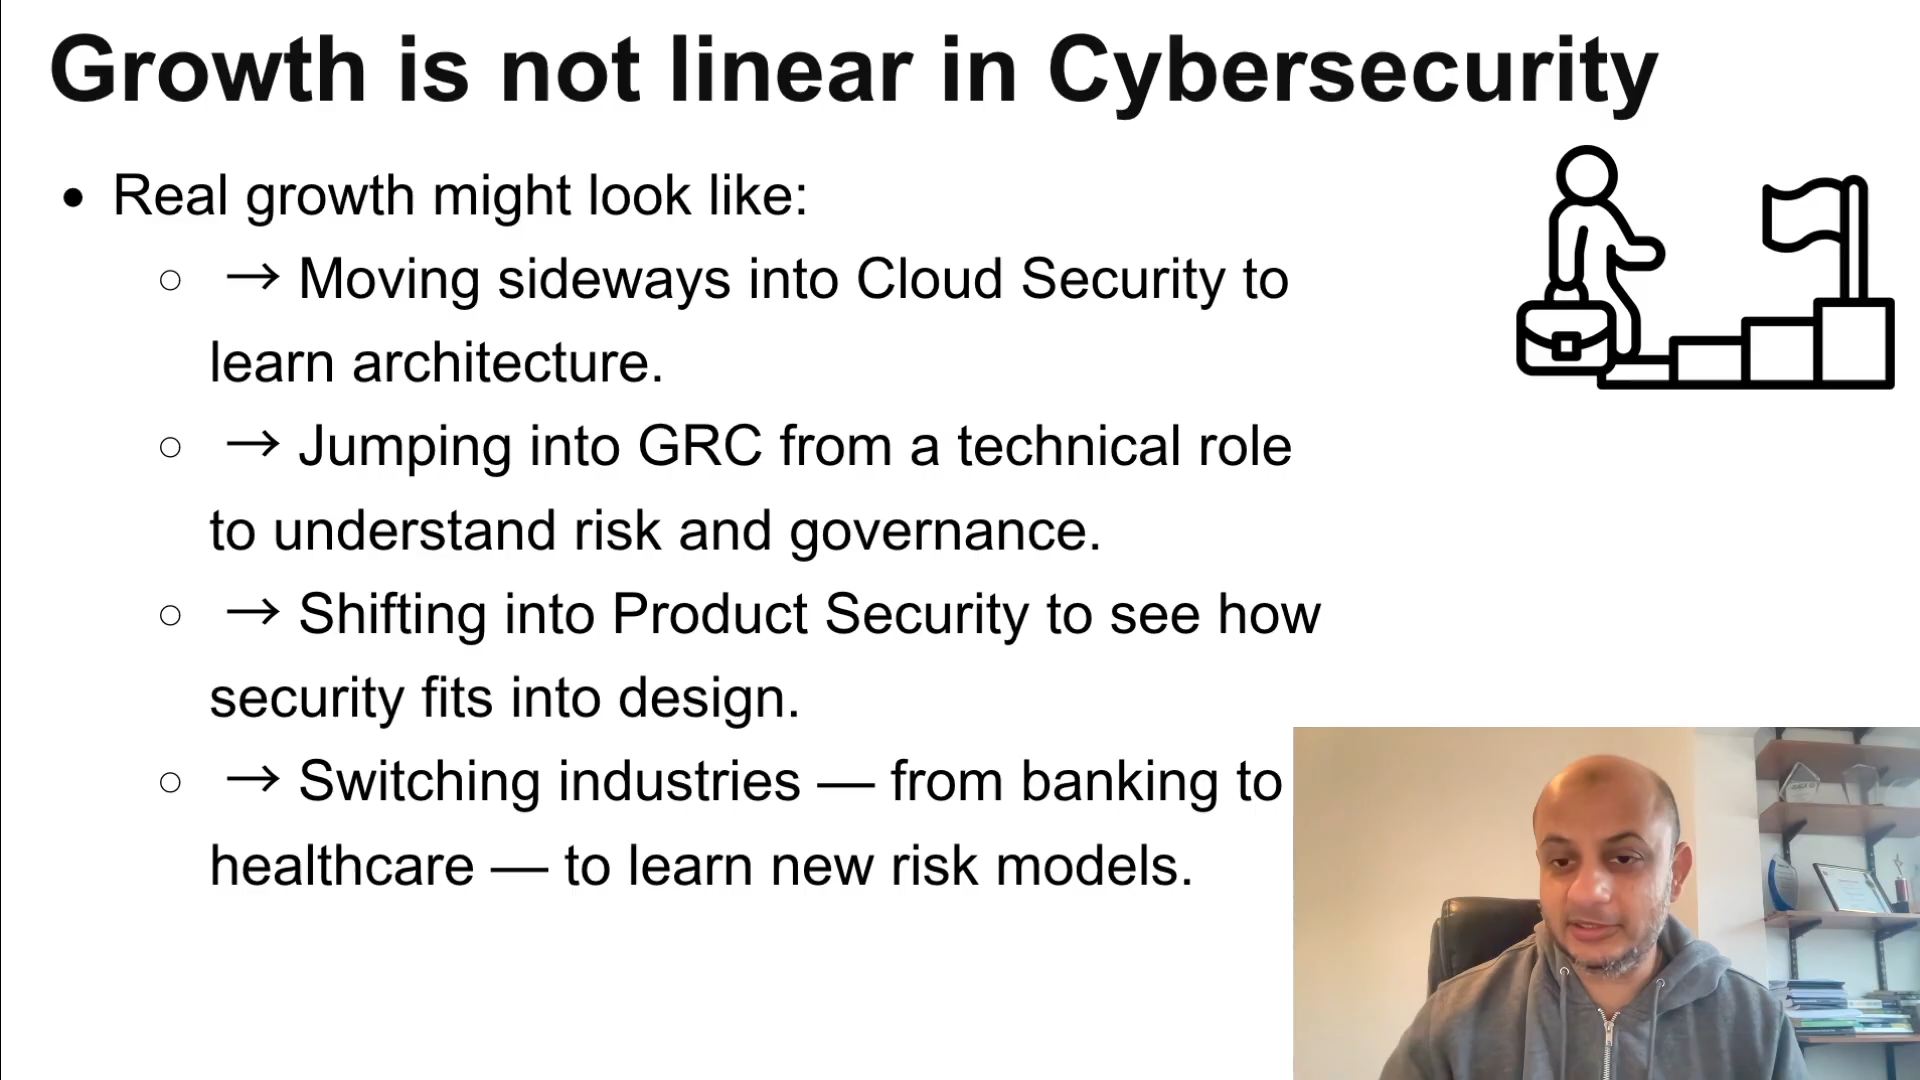 Growth is not linear in Cybersecurity
• Real growth might look like:
○ → Moving sideways into Cloud Security to
learn architecture.
○ → Jumping into GRC from a technical role
to understand risk and governance.
○ → Shifting into Product Security to see how
security fits into design.
○ → Switching industries — from banking to
healthcare — to learn new risk models.